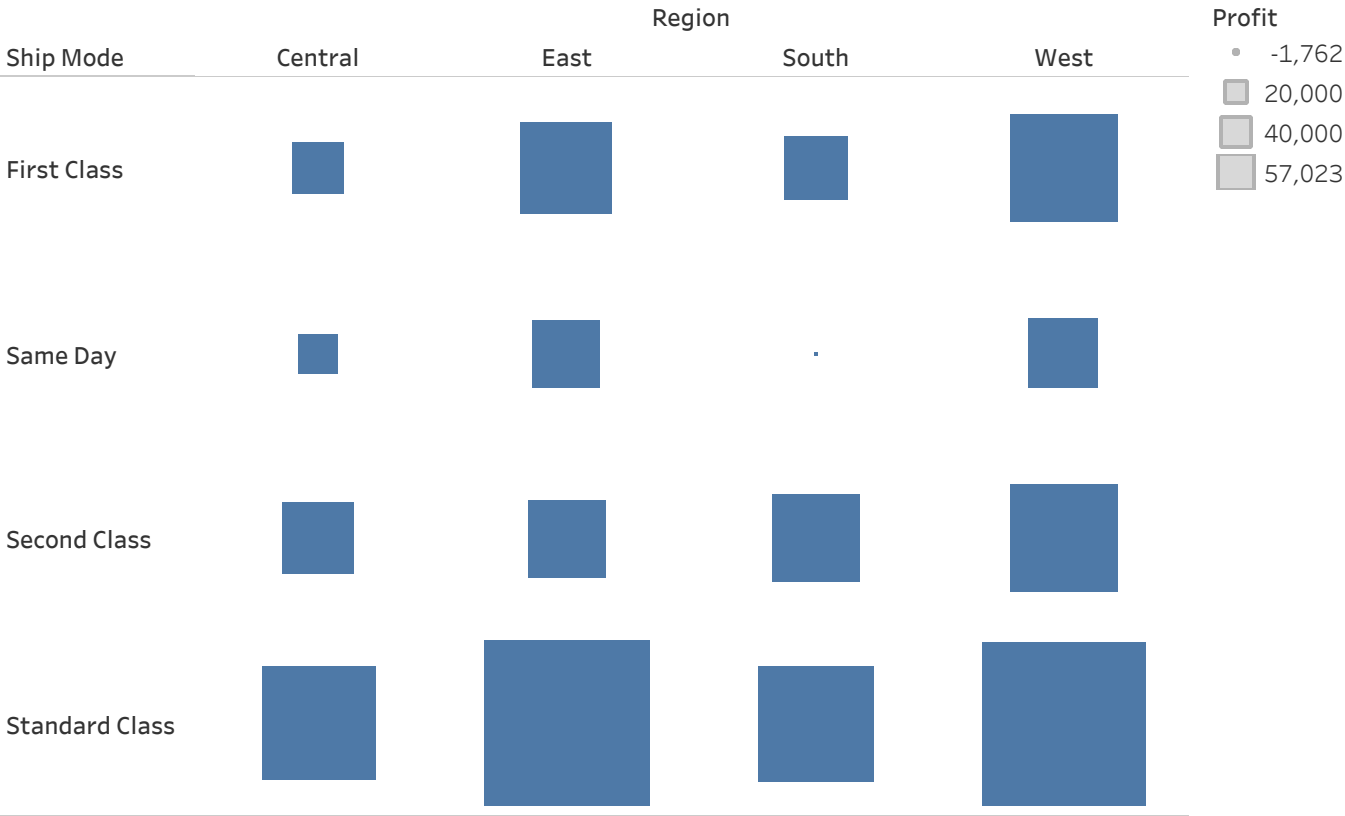 Region
Ship Mode Central East South West
First Class
Same Day
Second Class
Standard Class
Profit
-1,762
20,000
40,000
57,023